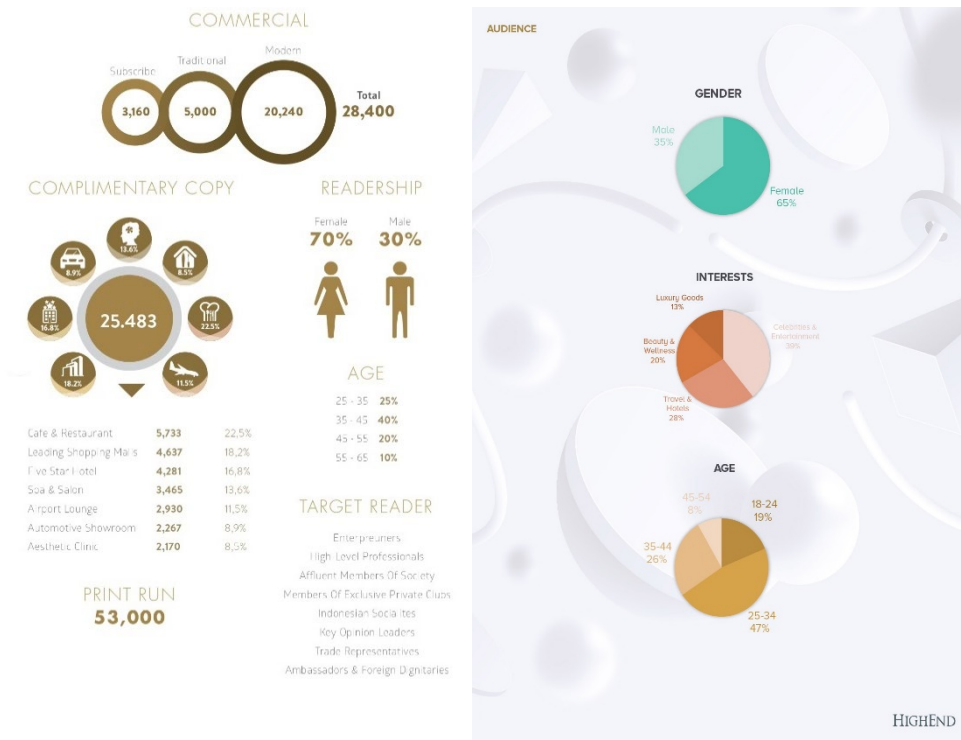 COMMERCIAL
Subscribe
Traditional
Modern
3,160
5,000
20,240
Total
28,400
COMPLIMENTARY COPY
13.6%
8.9%
8.5%
16.8%
25.483
22.5%
18.2%
11.5%
Cafe & Restaurant 5,733 22,5%
Leading Shopping Malls 4,637 18,2%
Five Star Hotel 4,281 16,8%
Spa & Salon 3,465 13,6%
Airport Lounge 2,930 11,5%
Automotive Showroom 2,267 8,9%
Aesthetic Clinic 2,170 8,5%
PRINT RUN
53,000
READERSHIP
Female Male
70% 30%
AGE
25 - 35 25%
35 - 45 40%
45 - 55 20%
55 - 65 10%
TARGET READER
Enterpreuners
High-Level Professionals
Affluent Members Of Society
Members Of Exclusive Private Clubs
Indonesian Socialites
Key Opinion Leaders
Trade Representatives
Ambassadors & Foreign Dignitaries
AUDIENCE
GENDER
Male
35%
Female
65%
INTERESTS
Luxury Goods
13%
Celebrities &
Entertainment
39%
Beauty &
Wellness
20%
Travel &
Hotels
28%
AGE
45-54
8%
18-24
19%
35-44
26%
25-34
47%
HIGHEND